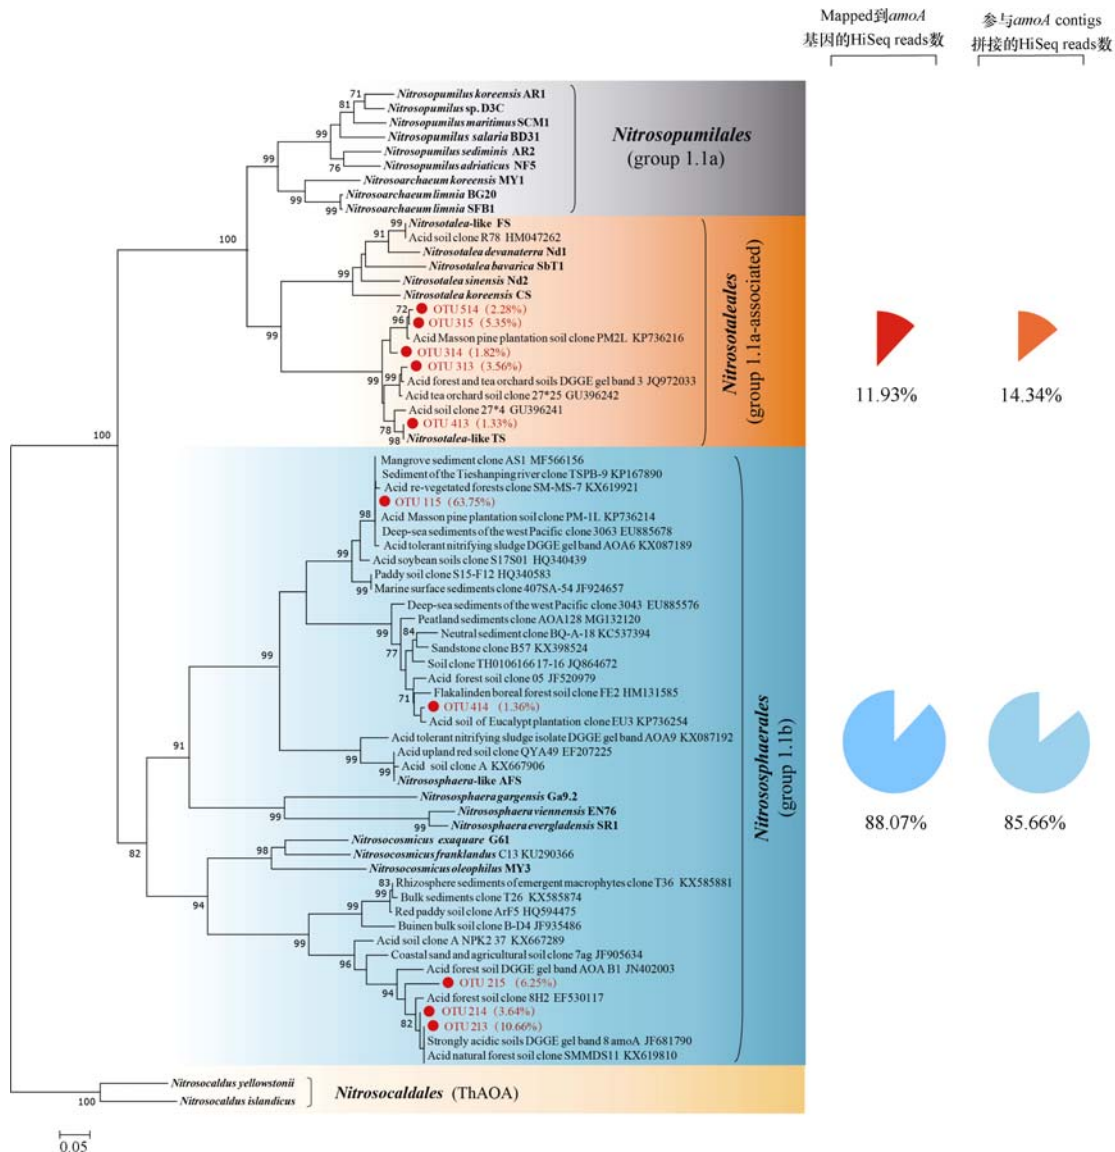 Mapped到amoA
基因的HiSeq reads数
参与amoA contigs
拼接的HiSeq reads数
71
Nitrosopumilus koreensis AR1
81
Nitrosopumilus sp. D3C
Nitrosopumilus maritimus SCM1
99
Nitrosopumilus salaria BD31
Nitrosopumilus sediminis AR2
99
76
Nitrosopumilus adriaticus NF5
Nitrosoarchaeum koreensis MY1
99
Nitrosoarchaeum limnia BG20
99
Nitrosoarchaeum limnia SFB1
Nitrosopumilales
(group 1.1a)
100
99
Nitrosotalea-like FS
91
Acid soil clone R78 HM047262
Nitrosotalea devanaterra Nd1
Nitrosotalea bavarica SbT1
99
Nitrosotalea sinensis Nd2
Nitrosotalea koreensis CS
72
OTU 514 (2.28%)
96
OTU 315 (5.35%)
99
Acid Masson pine plantation soil clone PM2L KP736216
OTU 314 (1.82%)
OTU 313 (3.56%)
99
99
Acid forest and tea orchard soils DGGE gel band 3 JQ972033
Acid tea orchard soil clone 27*25 GU396242
Acid soil clone 27*4 GU396241
OTU 413 (1.33%)
78
98
Nitrosotalea-like TS
Nitrosotaleales
(group 1.1a-associated)
11.93%
14.34%
100
Mangrove sediment clone AS1 MF566156
Sediment of the Tieshanping river clone TSPB-9 KP167890
Acid re-vegetated forests clone SM-MS-7 KX619921
OTU 115 (63.75%)
98
Acid Masson pine plantation soil clone PM-1L KP736214
Deep-sea sediments of the west Pacific clone 3063 EU885678
Acid tolerant nitrifying sludge DGGE gel band AOA6 KX087189
99
Acid soybean soils clone S17S01 HQ340439
Paddy soil clone S15-F12 HQ340583
99
Marine surface sediments clone 407SA-54 JF924657
Deep-sea sediments of the west Pacific clone 3043 EU885576
Peatland sediments clone AOA128 MG132120
99
84
Neutral sediment clone BQ-A-18 KC537394
77
Sandstone clone B57 KX398524
99
Soil clone TH010616617-16 JQ864672
Acid forest soil clone 05 JF520979
71
Flakalinden boreal forest soil clone FE2 HM131585
OTU 414 (1.36%)
Acid soil of Eucalypt plantation clone EU3 KP736254
Acid tolerant nitrifying sludge isolate DGGE gel band AOA9 KX087192
91
99
Acid upland red soil clone QYA49 EF207225
99
Acid soil clone A KX667906
Nitrososphaera-like AFS
Nitrososphaera gargensis Ga9.2
99
Nitrososphaera viennensis EN76
99
Nitrososphaera evergladensis SR1
Nitrososphaerales
(group 1.1b)
88.07%
85.66%
82
Nitrosocosmicus exaquare G61
98
Nitrosocosmicus franklandus C13 KU290366
Nitrosocosmicus oleophilus MY3
83
Rhizosphere sediments of emergent macrophytes clone T36 KX585881
99
Bulk sediments clone T26 KX585874
94
99
Red paddy soil clone ArF5 HQ594475
Buinen bulk soil clone B-D4 JF935486
99
Acid soil clone A NPK2 37 KX667289
Coastal sand and agricultural soil clone 7ag JF905634
96
Acid forest soil DGGE gel band AOA B1 JN402003
OTU 215 (6.25%)
94
Acid forest soil clone 8H2 EF530117
OTU 214 (3.64%)
82
OTU 213 (10.66%)
Strongly acidic soils DGGE gel band 8 amoA JF681790
Acid natural forest soil clone SMMDS11 KX619810
Nitrosocaldus yellowstonii
100
Nitrosocaldus islandicus
Nitrosocaldales (ThAOA)
0.05